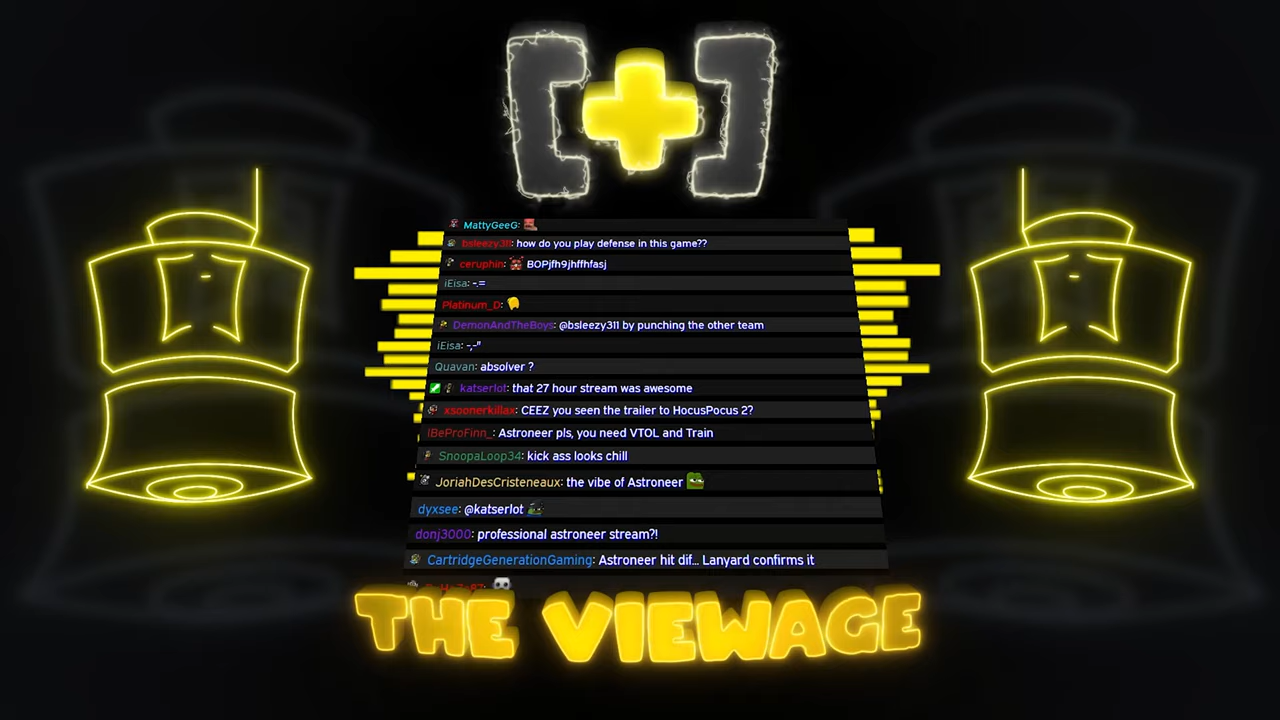 MattyGeeG:
bsleezy311: how do you play defense in this game??
ceruphin: BOPjfh9jhffhfasj
iEisa: -.=
Platinum_D:
DemonAndTheBoys: @bsleezy311 by punching the other team
iEisa: -,-"
Quavan: absolver ?
katserlot: that 27 hour stream was awesome
xsoonerkillax: CEEZ you seen the trailer to HocusPocus 2?
IBeProFinn_: Astroneer pls, you need VTOL and Train
SnoopaLoop34: kick ass looks chill
JoriahDesCristeneaux: the vibe of Astroneer
dyxsee: @katserlot
donj3000: professional astroneer stream?!
CartridgeGenerationGaming: Astroneer hit dif... Lanyard confirms it
THE VIEWAGE